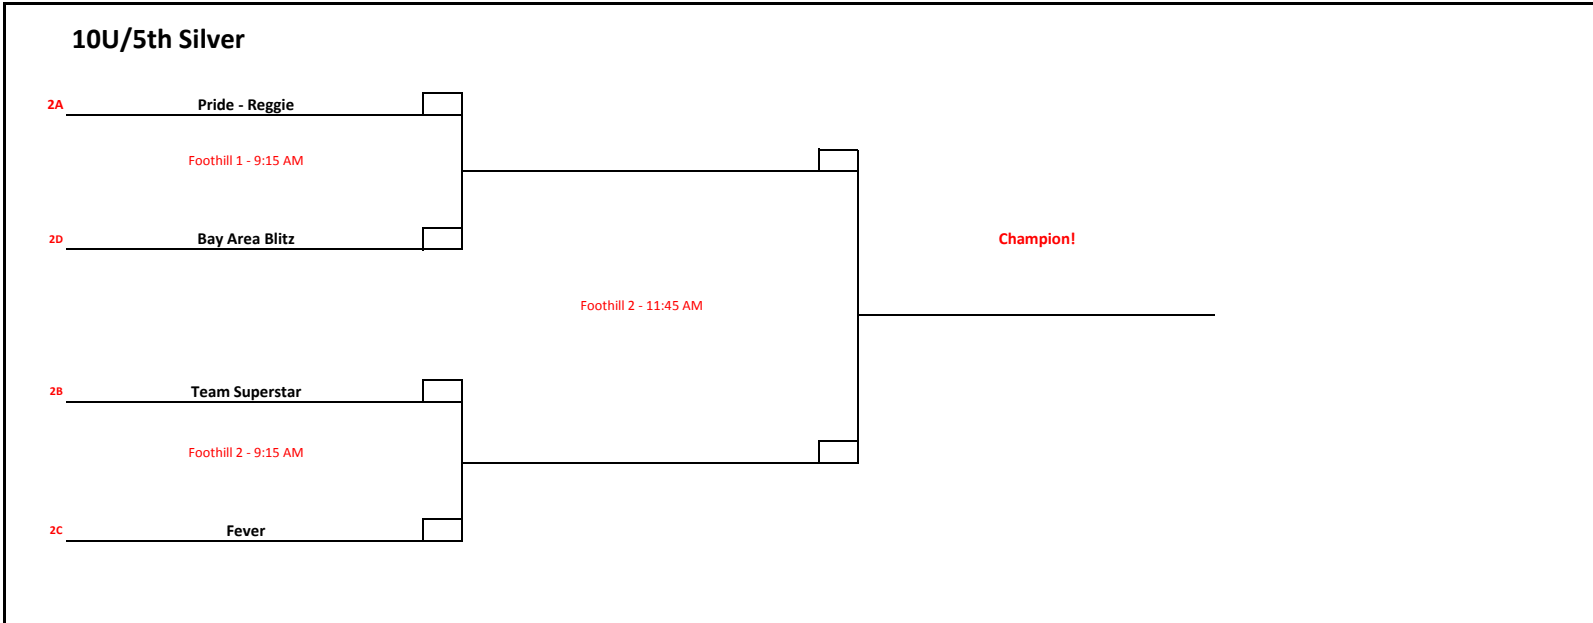 10U/5th Silver
2A Pride - Reggie
Foothill 1 - 9:15 AM
2D Bay Area Blitz
Champion!
Foothill 2 - 11:45 AM
2B Team Superstar
Foothill 2 - 9:15 AM
2C Fever